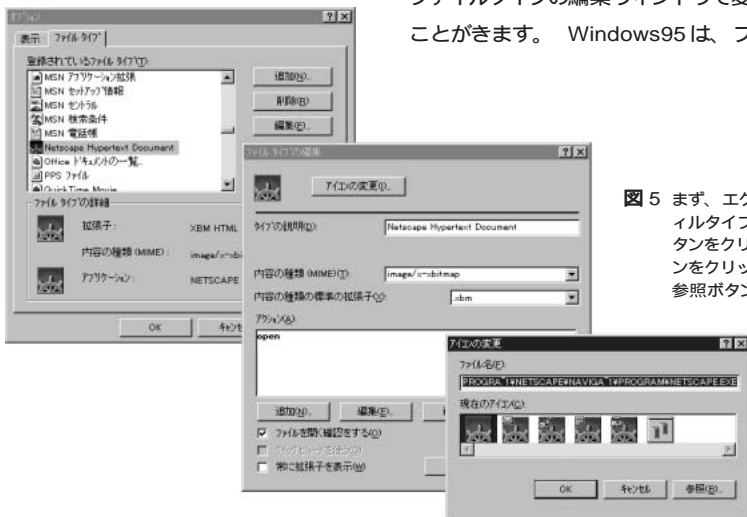 ファイルタイプの編集ウインドウで変
ことがきます。 Windows95は、フ
オプション
表示 ファイル タイプ
登録されているファイル タイプ(T):
MSN アプリケーション拡張
MSN セットアップ情報
MSN セントラル
MSN 検索条件
MSN 電話帳
Netscape Hypertext Document
Office ドキュメントの一覧.
PPS ファイル
QuickTime Movie
追加(N)..
削除(R)
編集(E)..
ファイル タイプの詳細
拡張子: XBM HTML
内容の種類 (MIME): image/x-xbi
アプリケーション: NETSCAPE
OK キャンセ
ファイル タイプの編集
アイコンの変更(I)..
タイプの説明(D): Netscape Hypertext Document
内容の種類 (MIME)(T): image/x-xbitmap
内容の種類の標準の拡張子(X): .xbm
アクション(A):
open
追加(N).. 編集(E)..
ファイルを開く確認をする(O)
クイック ビューアを使う(Q)
常に拡張子を表示(W)
アイコンの変更
ファイル名(F):
PROGRA~1¥NETSCAPE¥NAVIGA~1¥PROGRAM¥NETSCAPE.EXE
現在のアイコン(C):
OK キャンセル 参照(B)..
図5 まず、エク
ィルタイプ
タンをクリ
ンをクリッ
参照ボタン